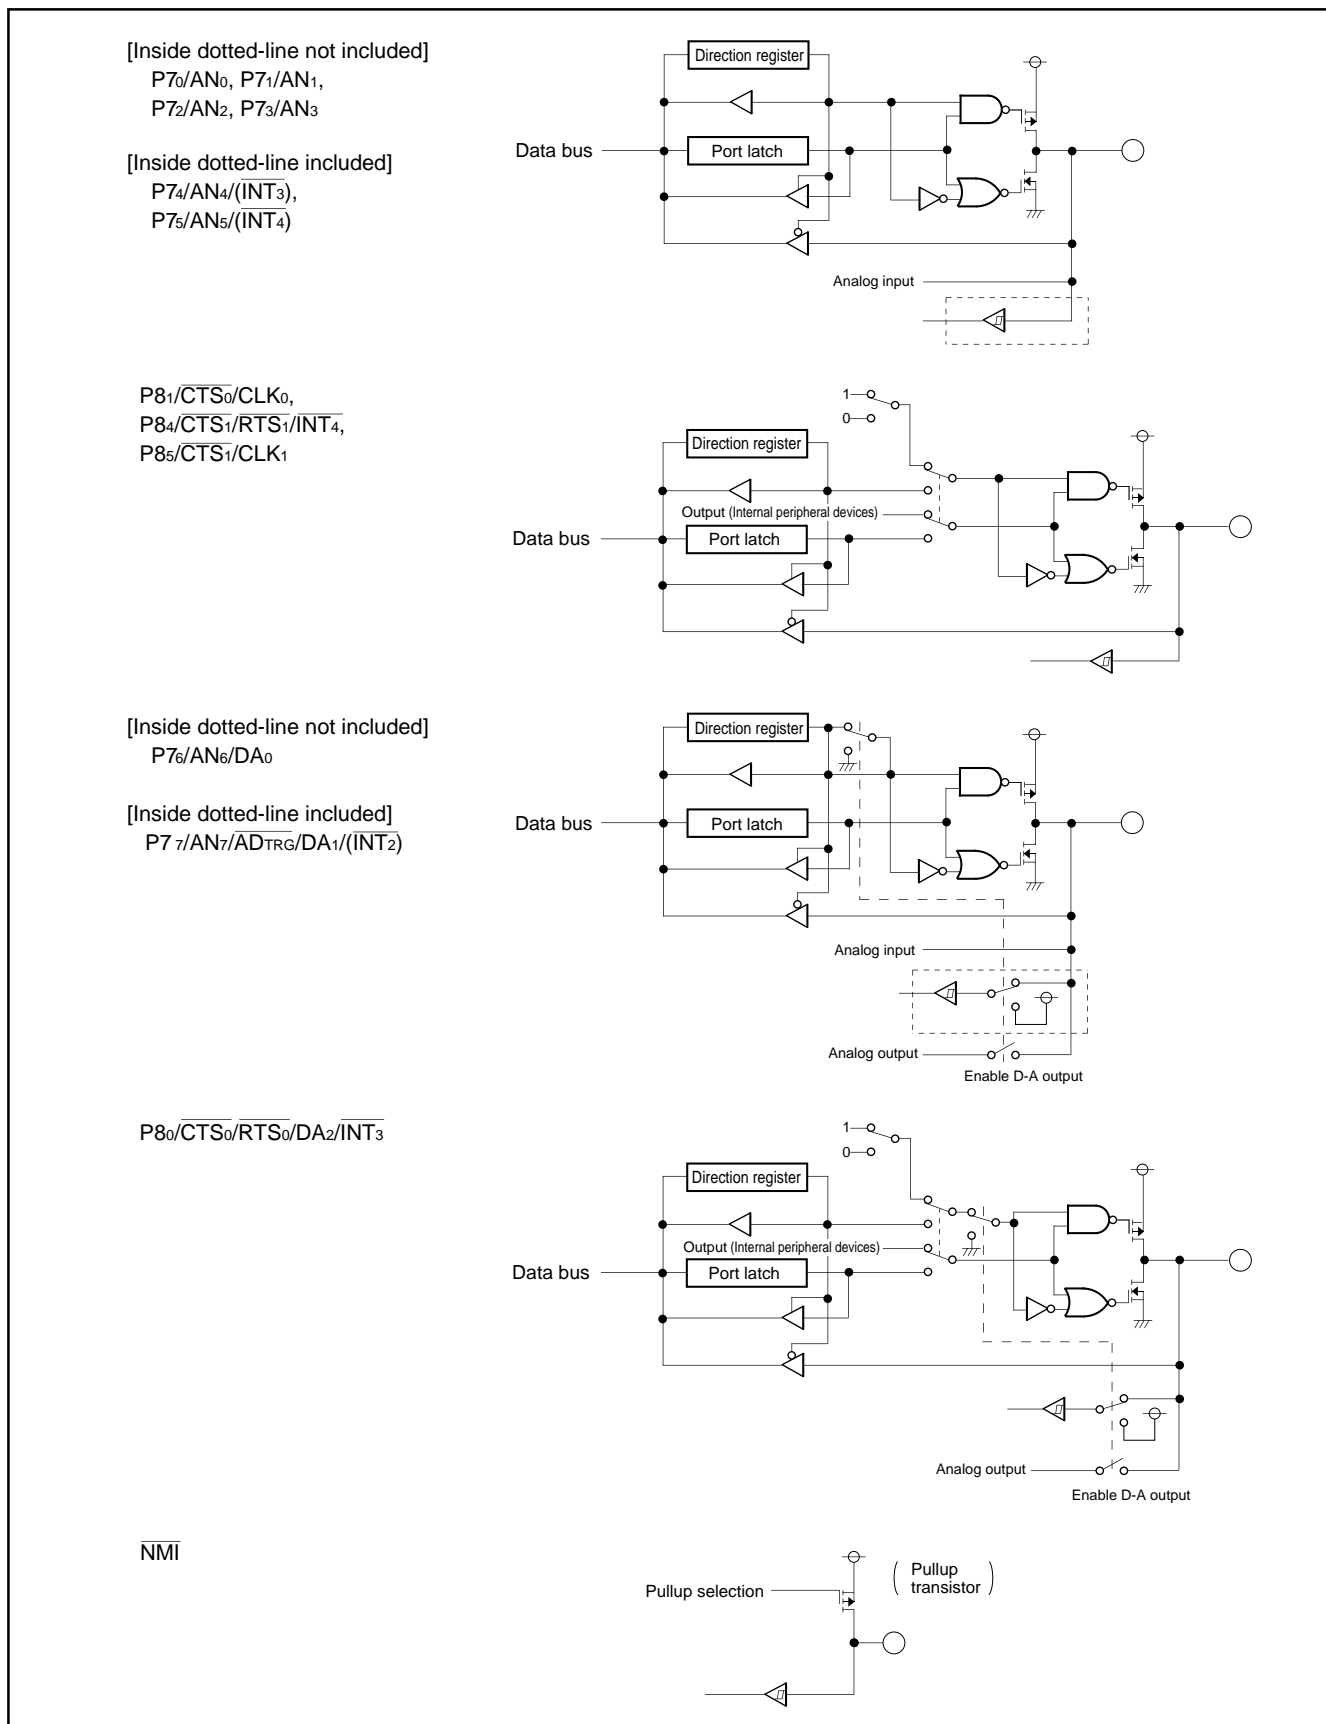 [Inside dotted-line not included]
P70/AN0, P71/AN1,
P72/AN2, P73/AN3
[Inside dotted-line included]
P74/AN4/(INT3),
P75/AN5/(INT4)
Direction register
Data bus
Port latch
Analog input
P81/CTS0/CLK0,
P84/CTS1/RTS1/INT4,
P85/CTS1/CLK1
1
0
Direction register
Output (Internal peripheral devices)
Data bus
Port latch
[Inside dotted-line not included]
P76/AN6/DA0
[Inside dotted-line included]
P77/AN7/ADTRG/DA1/(INT2)
Direction register
Data bus
Port latch
Analog input
Analog output
Enable D-A output
P80/CTS0/RTS0/DA2/INT3
1
0
Direction register
Output (Internal peripheral devices)
Data bus
Port latch
Analog output
Enable D-A output
NMI
Pullup selection
( Pullup
transistor )